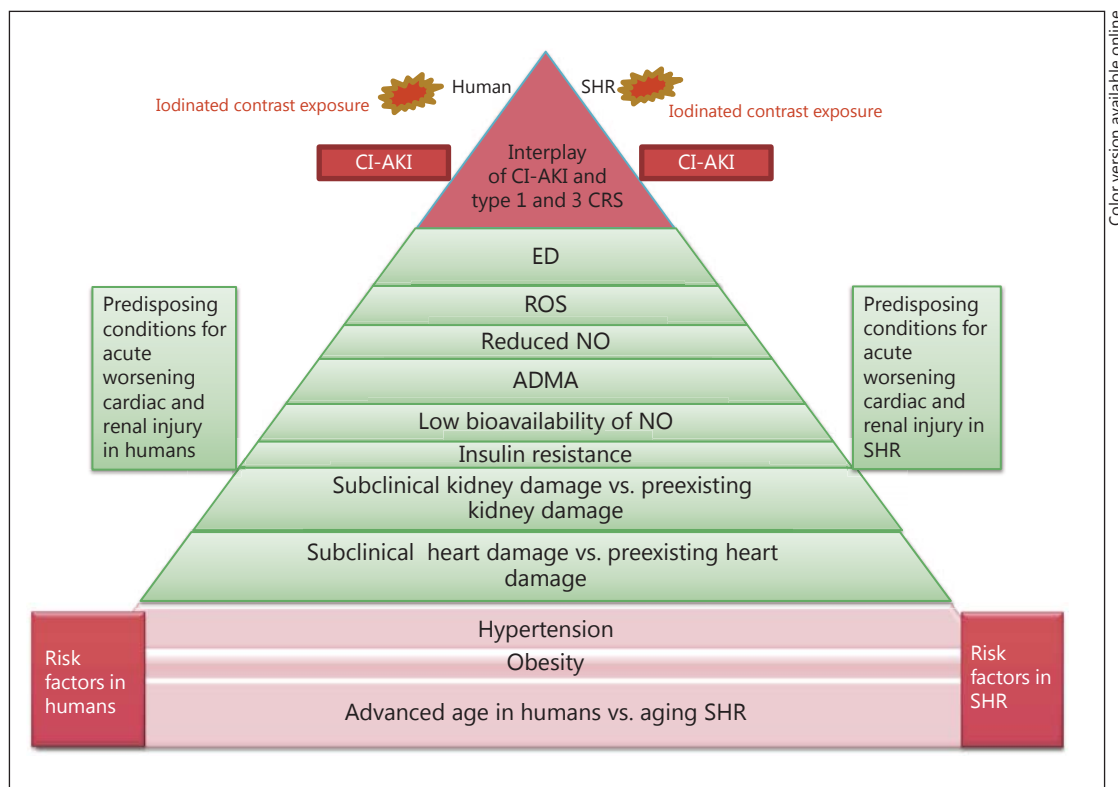 Color version available online
Human
SHR
Iodinated contrast exposure
Iodinated contrast exposure
CI-AKI
CI-AKI
Interplay
of CI-AKI and
type 1 and 3 CRS
ED
ROS
Reduced NO
ADMA
Low bioavailability of NO
Insulin resistance
Subclinical kidney damage vs. preexisting
kidney damage
Subclinical heart damage vs. preexisting heart
damage
Predisposing
conditions for
acute
worsening
cardiac and
renal injury
in humans
Predisposing
conditions for
acute
worsening
cardiac and
renal injury in
SHR
Hypertension
Obesity
Advanced age in humans vs. aging SHR
Risk
factors in
humans
Risk
factors in
SHR